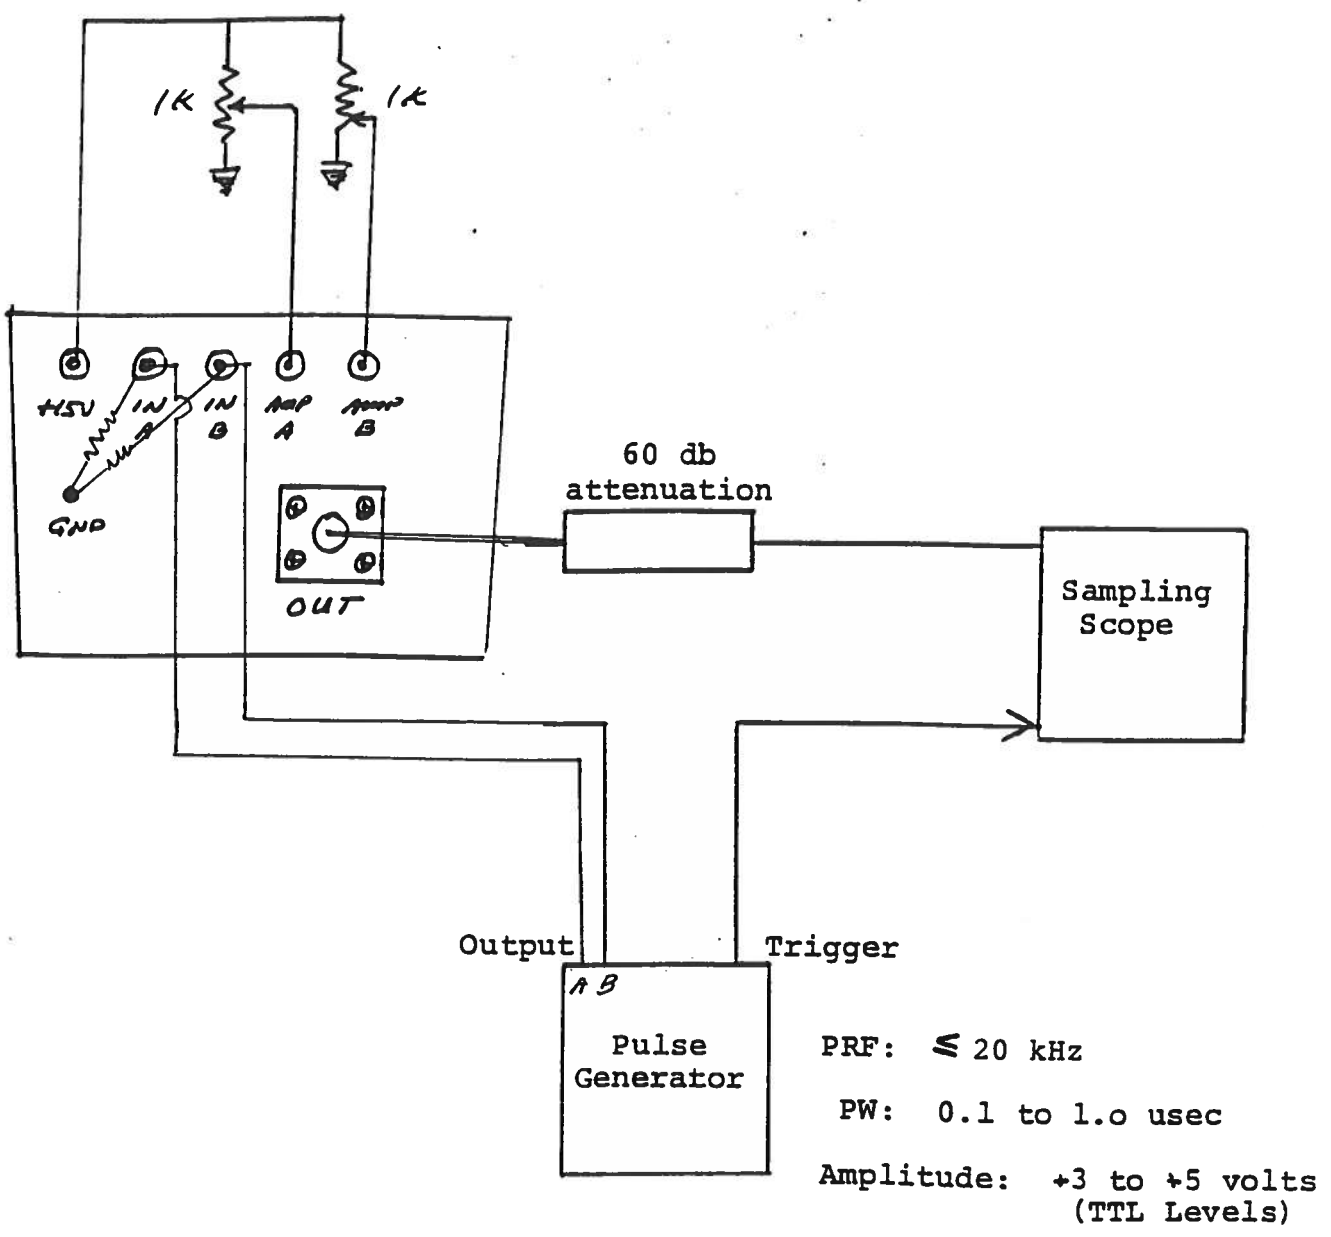 1K
1K
+15V
IN
A
IN
B
AMP
A
AMP
B
GND
OUT
60 db
attenuation
Sampling
Scope
Output
Trigger
A B
Pulse
Generator
PRF: ≤ 20 kHz
PW: 0.1 to 1.o usec
Amplitude: +3 to +5 volts
(TTL Levels)